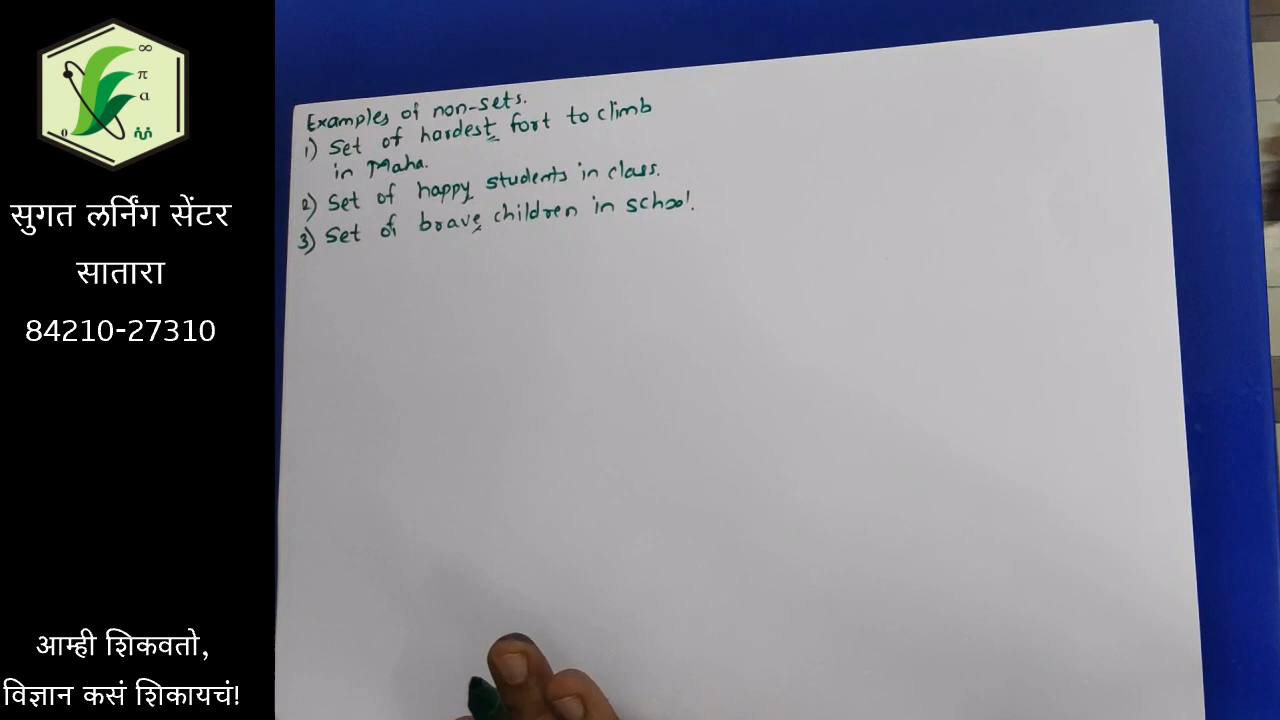 ∞
π
α
सुगत लर्निंग सेंटर
सातारा
84210-27310
आम्ही शिकवतो,
विज्ञान कसं शिकायचं!
Examples of non-sets.
1) Set of hardest fort to climb
in Maha.
2) Set of happy students in class.
3) Set of brave children in school.